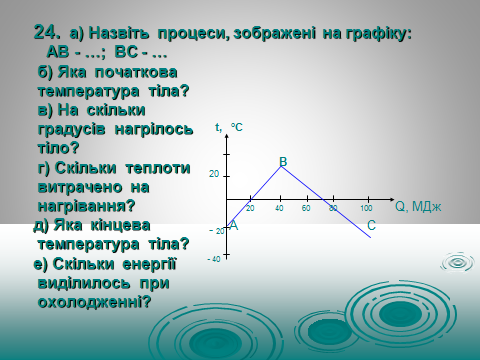 24. а) Назвіть процеси, зображені на графіку:
АВ - …; ВС - …
б) Яка початкова
температура тіла?
в) На скільки
градусів нагрілось
тіло?
г) Скільки теплоти
витрачено на
нагрівання?
д) Яка кінцева
температура тіла?
е) Скільки енергії
виділилось при
охолодженні?
t, ºC
B
20
20 40 60 80 100
Q, МДж
- 20
A
C
- 40